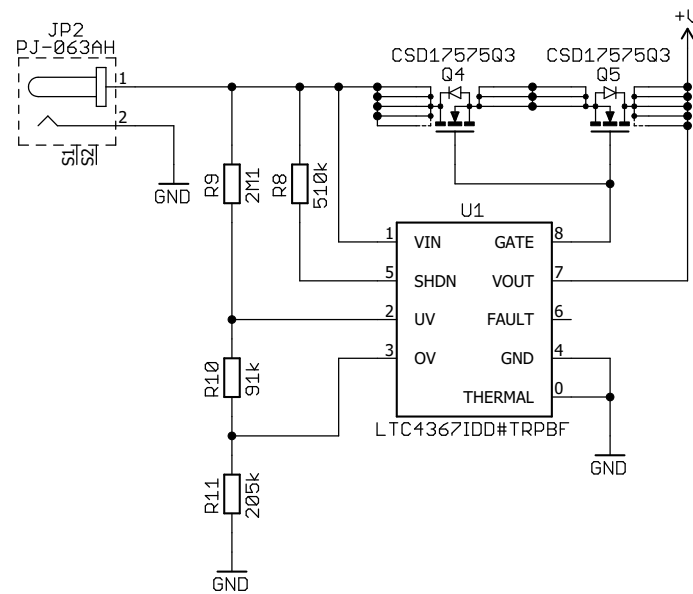 JP2
PJ-063AH
1
2
S1
S2
GND
R9
2M1
R8
510k
CSD17575Q3
Q4
CSD17575Q3
Q5
U1
1 VIN
5 SHDN
2 UV
3 OV
GATE 8
VOUT 7
FAULT 6
GND 4
THERMAL 0
LTC4367IDD#TRPBF
GND
R10
91k
R11
205k
GND